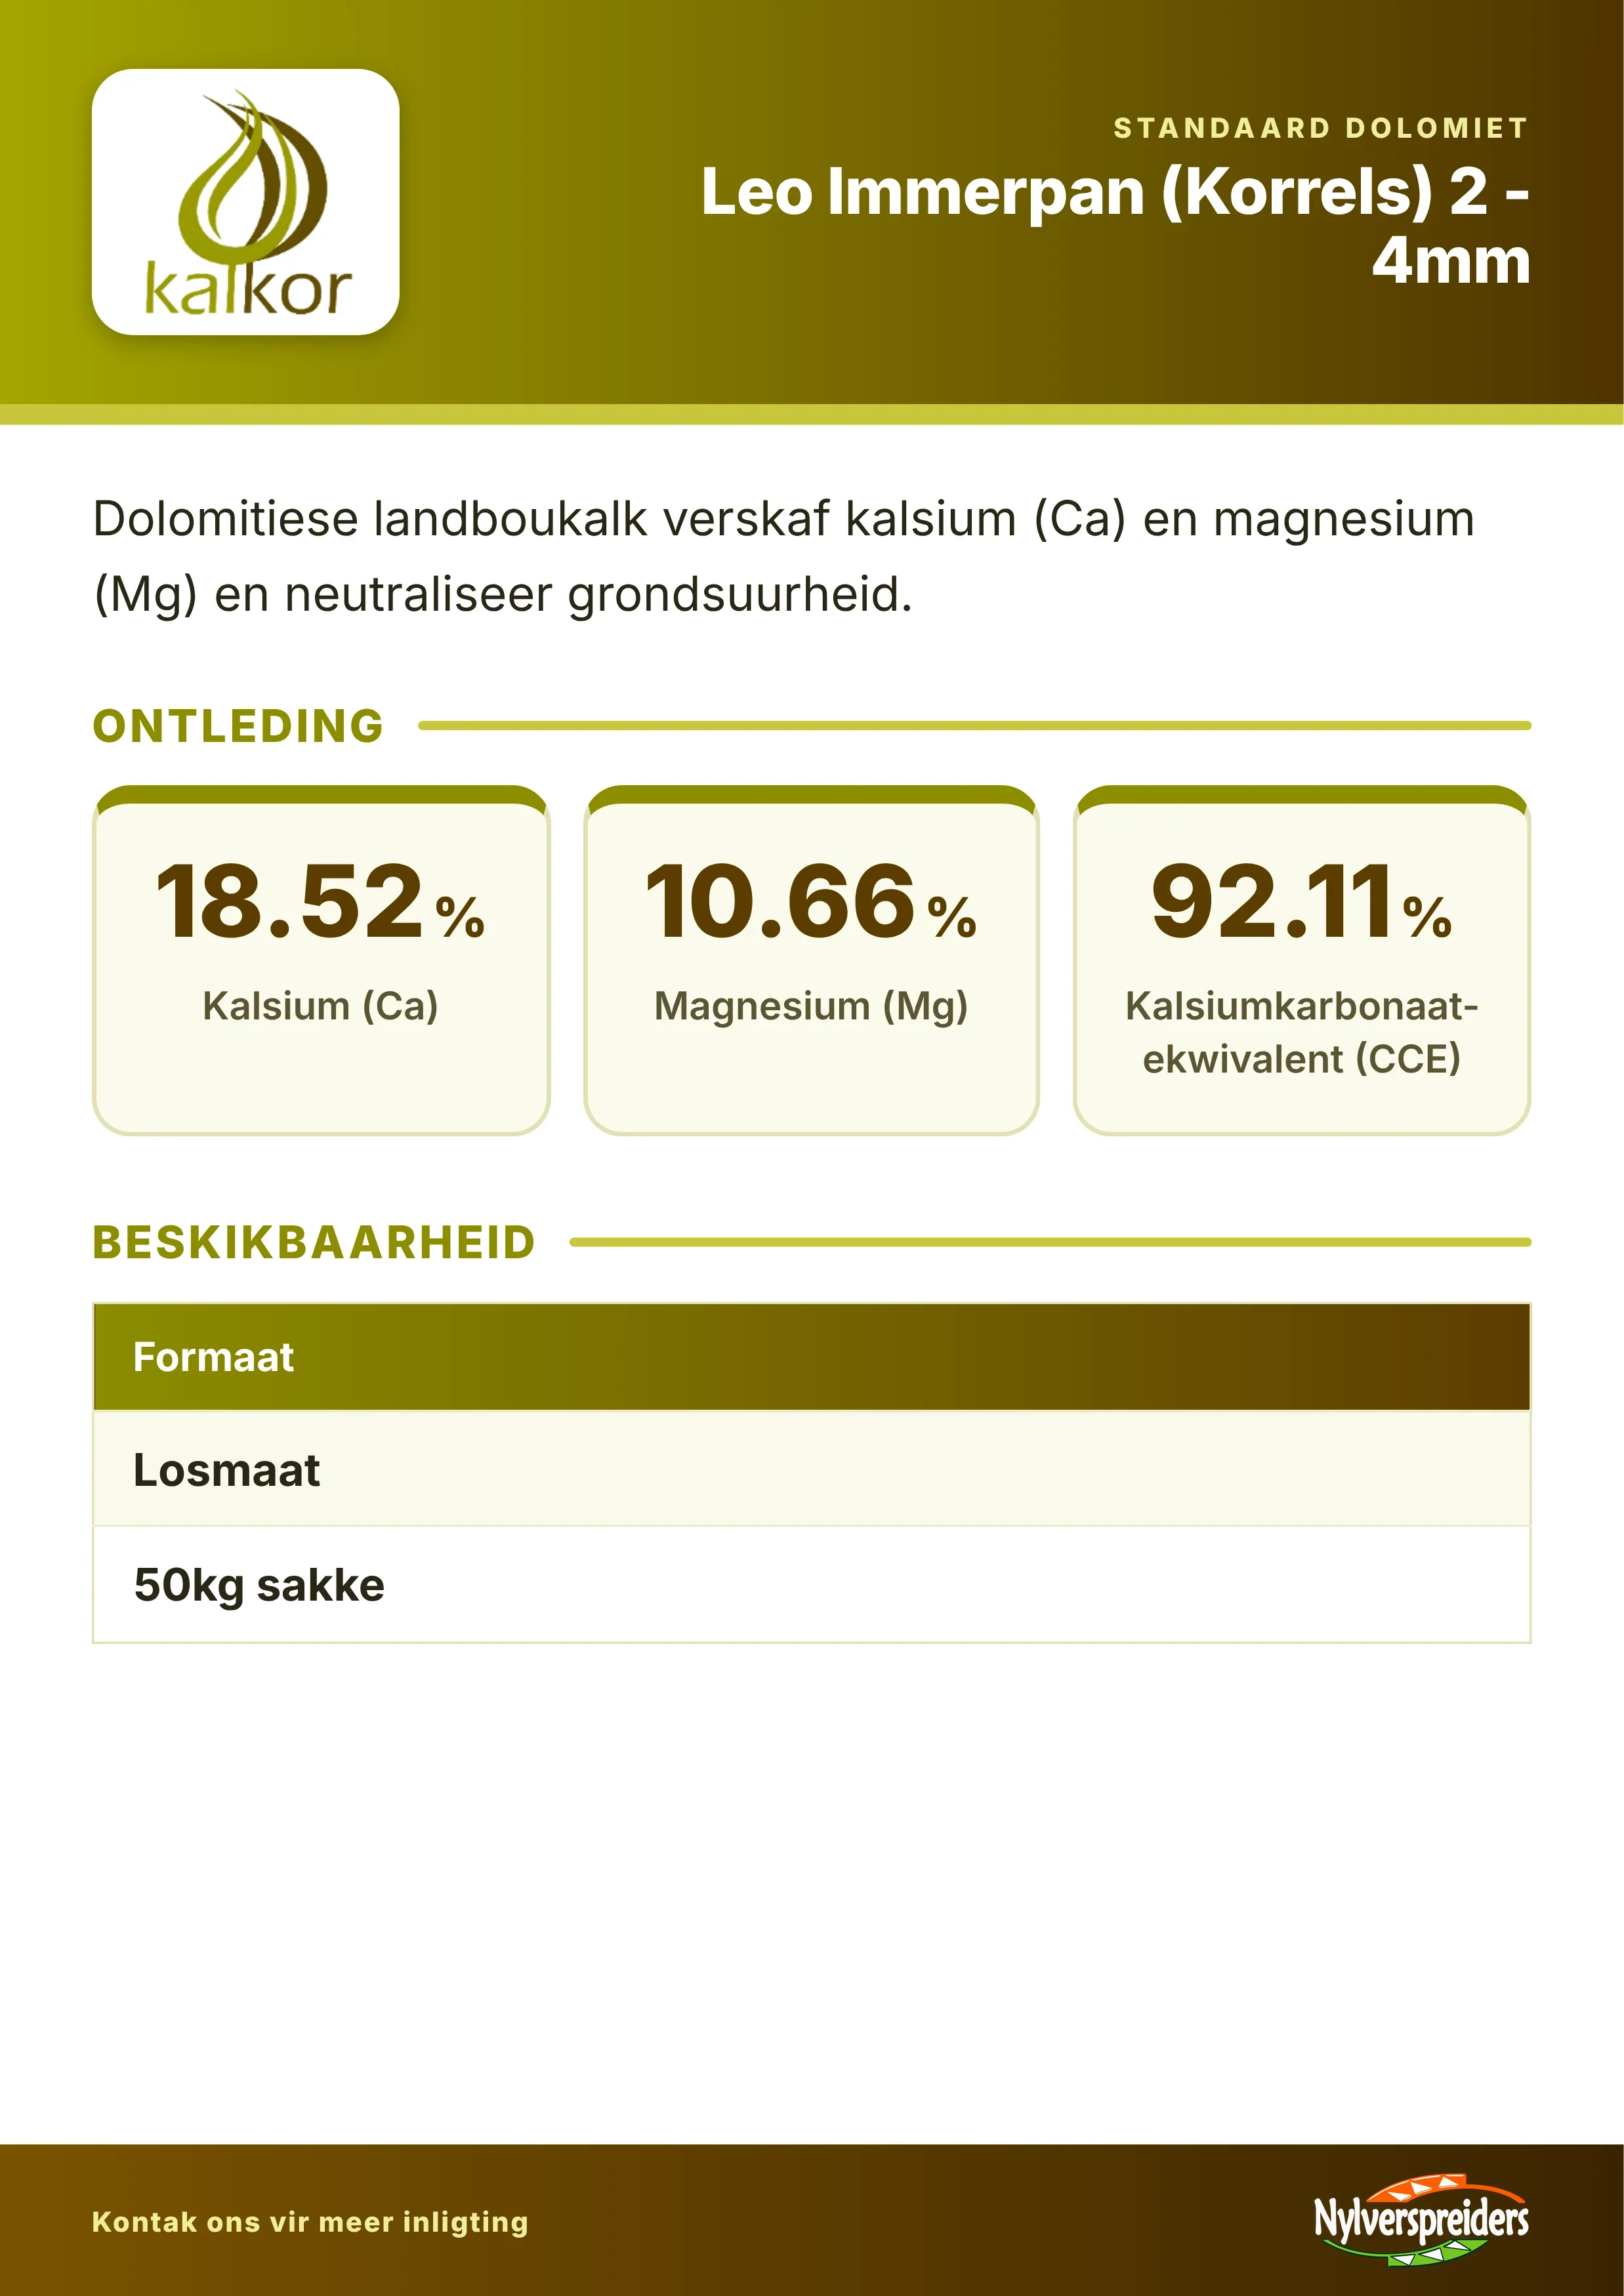 kalkor
STANDAARD DOLOMIET
Leo Immerpan (Korrels) 2 -
4mm
Dolomitiese landboukalk verskaf kalsium (Ca) en magnesium
(Mg) en neutraliseer grondsuurheid.
ONTLEDING
18.52%
Kalsium (Ca)
10.66%
Magnesium (Mg)
92.11%
Kalsiumkarbonaat-
ekwivalent (CCE)
BESKIKBAARHEID
Formaat
Losmaat
50kg sakke
Kontak ons vir meer inligting
Nylverspreiders